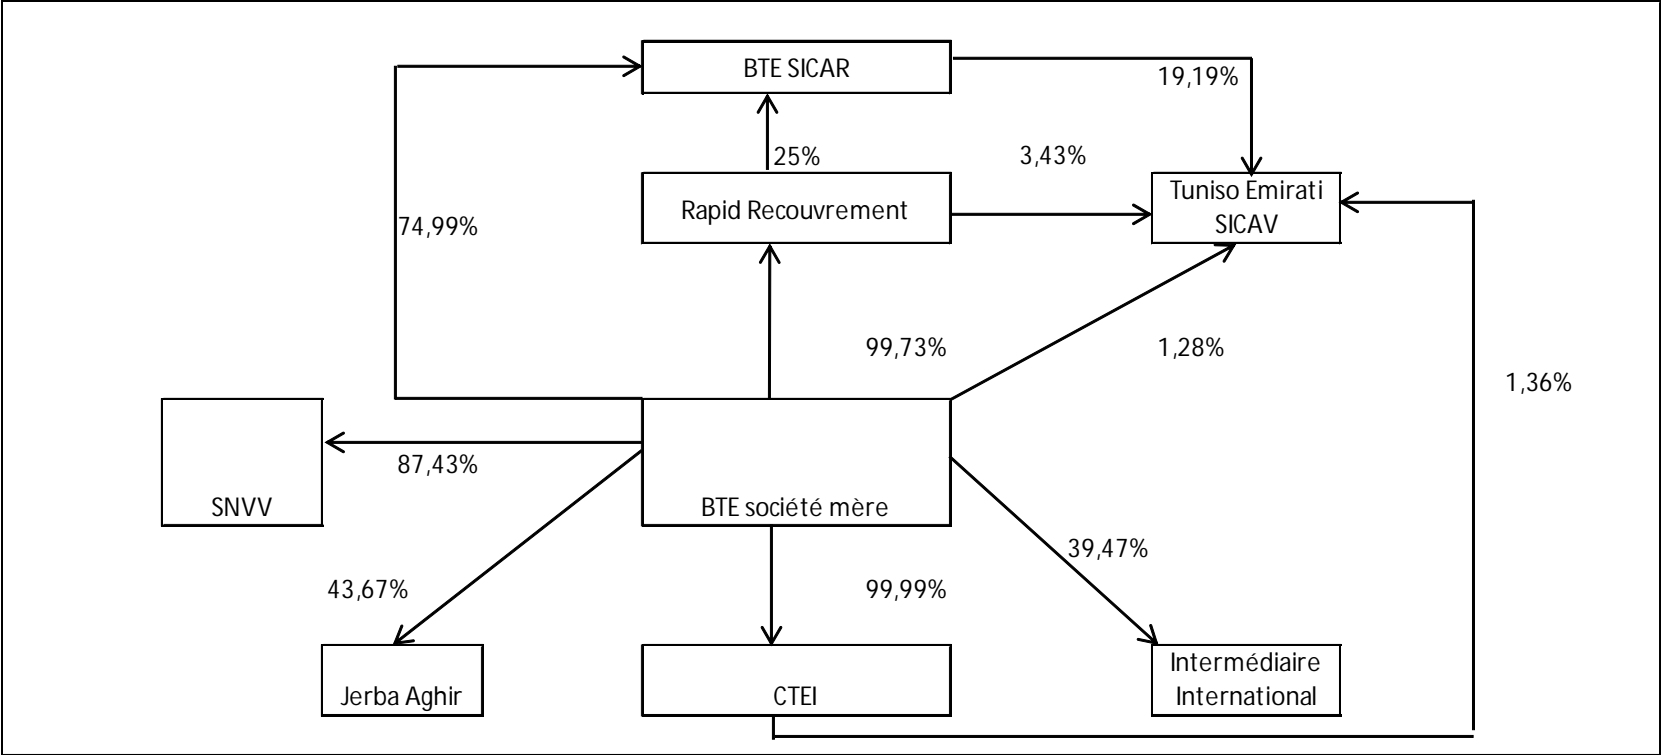 BTE SICAR
19,19%
25%
3,43%
Rapid Recouvrement
Tuniso Emirati
SICAV
74,99%
99,73%
1,28%
1,36%
87,43%
SNVV
BTE société mère
39,47%
43,67%
99,99%
Jerba Aghir
CTEI
Intermédiaire
International